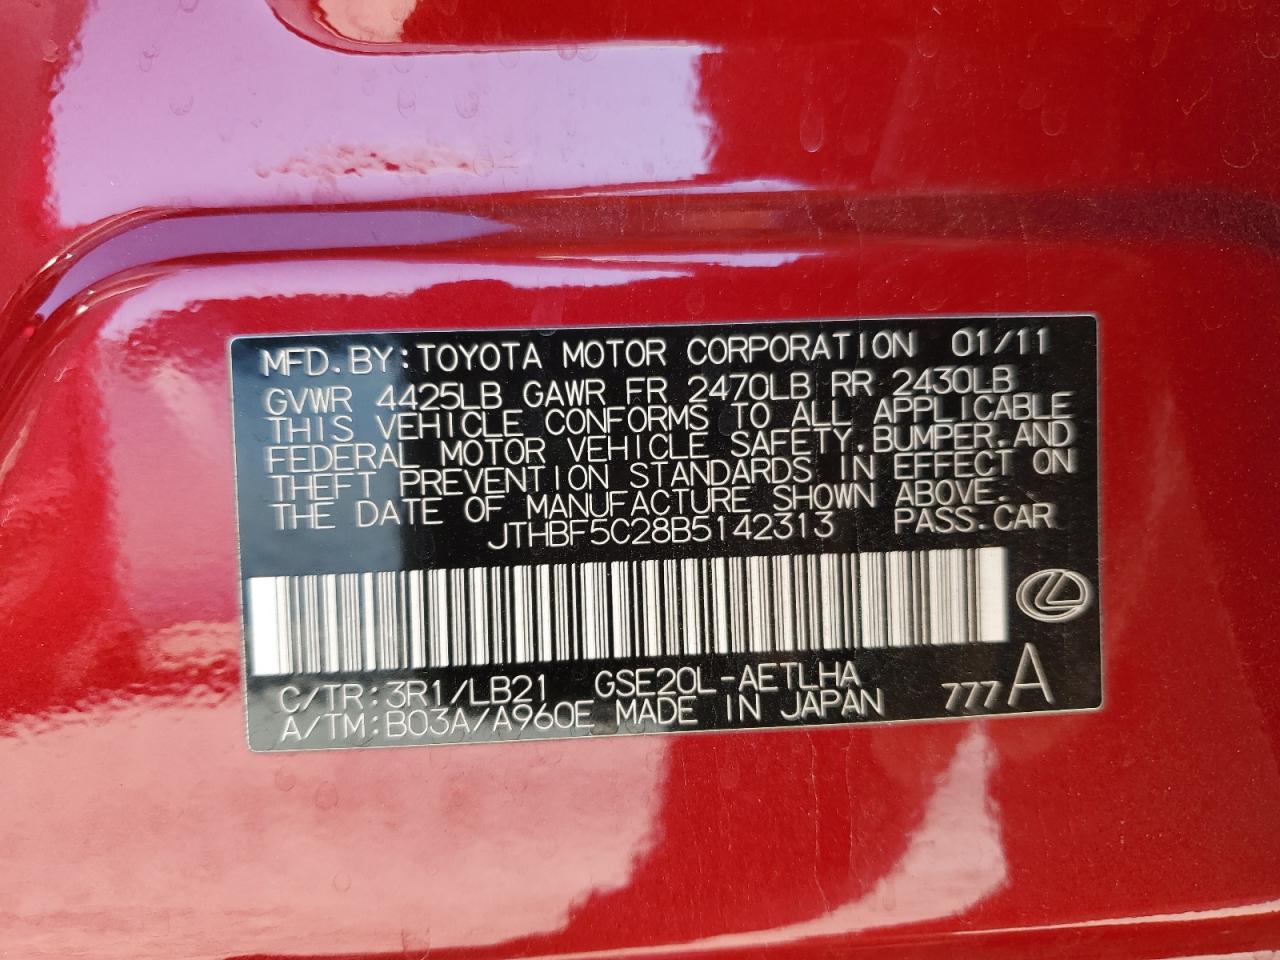 MFD.BY:TOYOTA MOTOR CORPORATION 01/11
GVWR 4425LB GAWR FR 2470LB RR 2430LB
THIS VEHICLE CONFORMS TO ALL APPLICABLE
FEDERAL MOTOR VEHICLE SAFETY,BUMPER,AND
THEFT PREVENTION STANDARDS IN EFFECT ON
THE DATE OF MANUFACTURE SHOWN ABOVE.
JTHBF5C28B5142313 PASS.CAR
C/TR:3R1/LB21 GSE20L-AETLHA
A/TM:B03A/A960E MADE IN JAPAN 777A